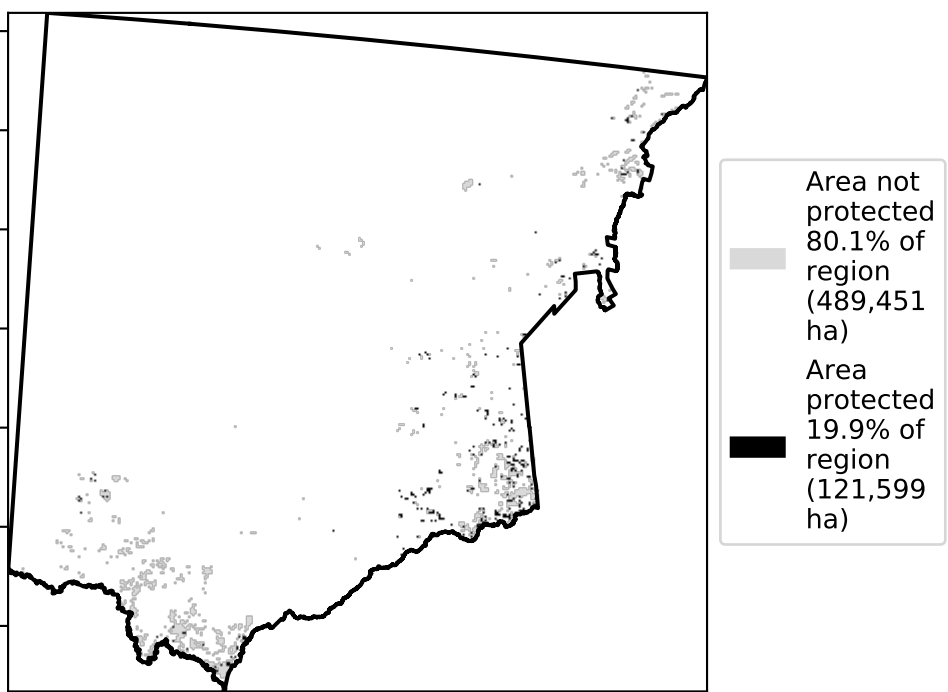 Area not
protected
80.1% of
region
(489,451
ha)
Area
protected
19.9% of
region
(121,599
ha)